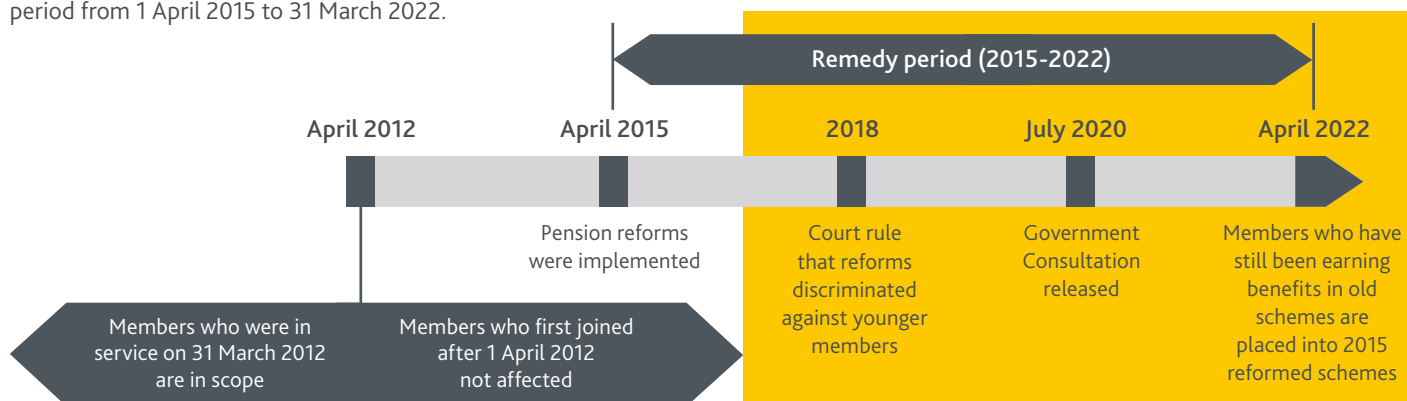 period from 1 April 2015 to 31 March 2022.
Remedy period (2015-2022)
April 2012
April 2015
2018
July 2020
April 2022
Pension reforms
were implemented
Court rule
that reforms
discriminated
against younger
members
Government
Consultation
released
Members who have
still been earning
benefits in old
schemes are
placed into 2015
reformed schemes
Members who were in
service on 31 March 2012
are in scope
Members who first joined
after 1 April 2012
not affected